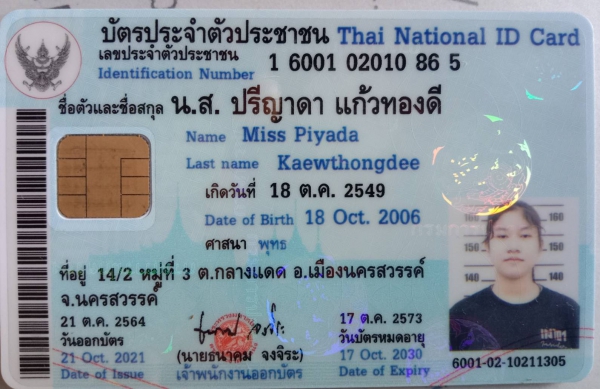 บัตรประจำตัวประชาชน Thai National ID Card
เลขประจำตัวประชาชน
Identification Number 1 6001 02010 86 5
ชื่อตัวและชื่อสกุล น.ส. ปรีญาดา แก้วทองดี
Name Miss Piyada
Last name Kaewthongdee
เกิดวันที่ 18 ต.ค. 2549
Date of Birth 18 Oct. 2006
ศาสนา พุทธ
ที่อยู่ 14/2 หมู่ที่ 3 ต.กลางแดด อ.เมืองนครสวรรค์
จ.นครสวรรค์
21 ต.ค. 2564
วันออกบัตร
21 Oct. 2021
Date of Issue
(นายธนาคม จงจิระ)
เจ้าพนักงานออกบัตร
17 ต.ค. 2573
วันบัตรหมดอายุ
17 Oct. 2030
Date of Expiry
160 160
150 150
140 140
6001-02-10211305